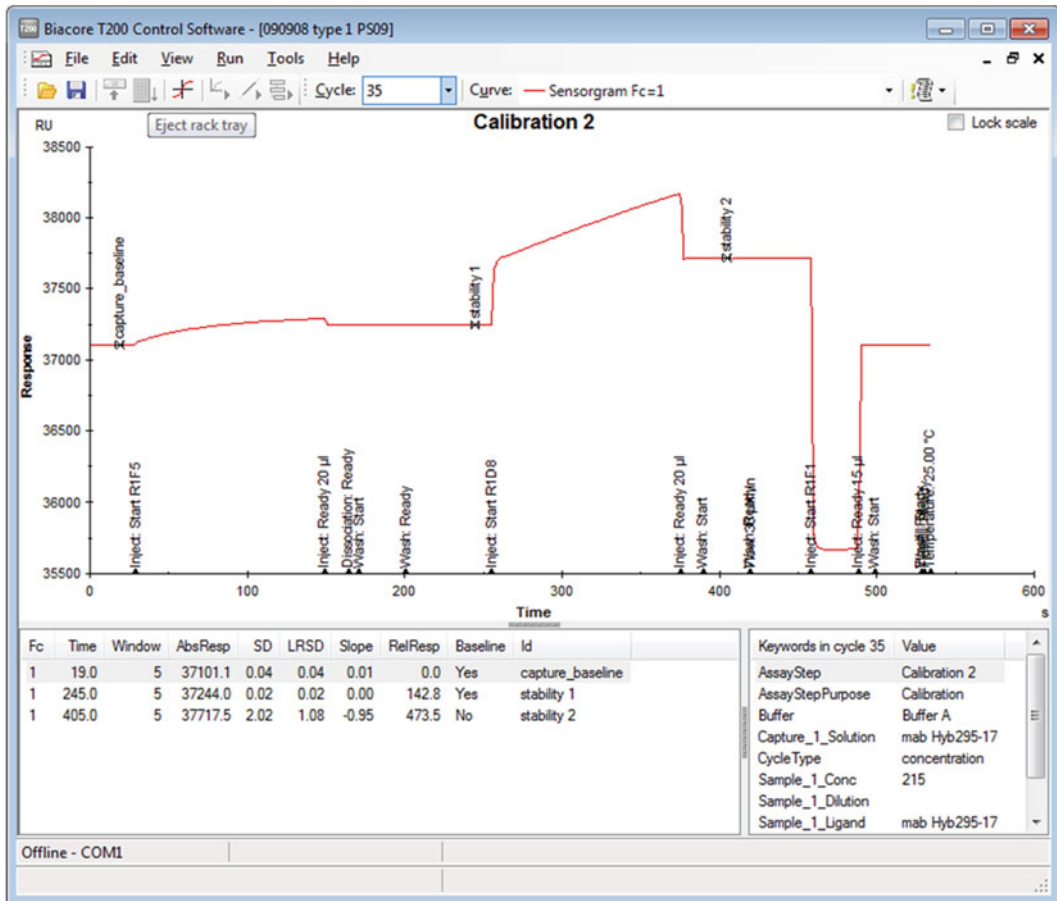 Biacore T200 Control Software - [090908 type 1 PS09]
File Edit View Run Tools Help
Cycle: 35 Curve: Sensorgram Fc=1
RU
Eject rack tray
Calibration 2
Lock scale
38500
38000
37500
37000
36500
36000
35500
Response
capture_baseline
stability 1
stability 2
Inject: Start R1F5
Inject: Ready 20 µl
Dissociation: Ready
Wash: Start
Wash: Ready
Inject: Start R1D8
Inject: Ready 20 µl
Wash: Start
Inject: Start R1F1
Inject: Ready 15 µl
Wash: Start
Temperature: 25.00 °C
0 100 200 300 400 500 600
Time
s
Fc Time Window AbsResp SD LRSD Slope RelResp Baseline Id
1 19.0 5 37101.1 0.04 0.04 0.01 0.0 Yes capture_baseline
1 245.0 5 37244.0 0.02 0.02 0.00 142.8 Yes stability 1
1 405.0 5 37717.5 2.02 1.08 -0.95 473.5 No stability 2
Keywords in cycle 35 Value
AssayStep Calibration 2
AssayStepPurpose Calibration
Buffer Buffer A
Capture_1_Solution mab Hyb295-17
CycleType concentration
Sample_1_Conc 215
Sample_1_Dilution
Sample_1_Ligand mab Hyb295-17
Offline - COM1